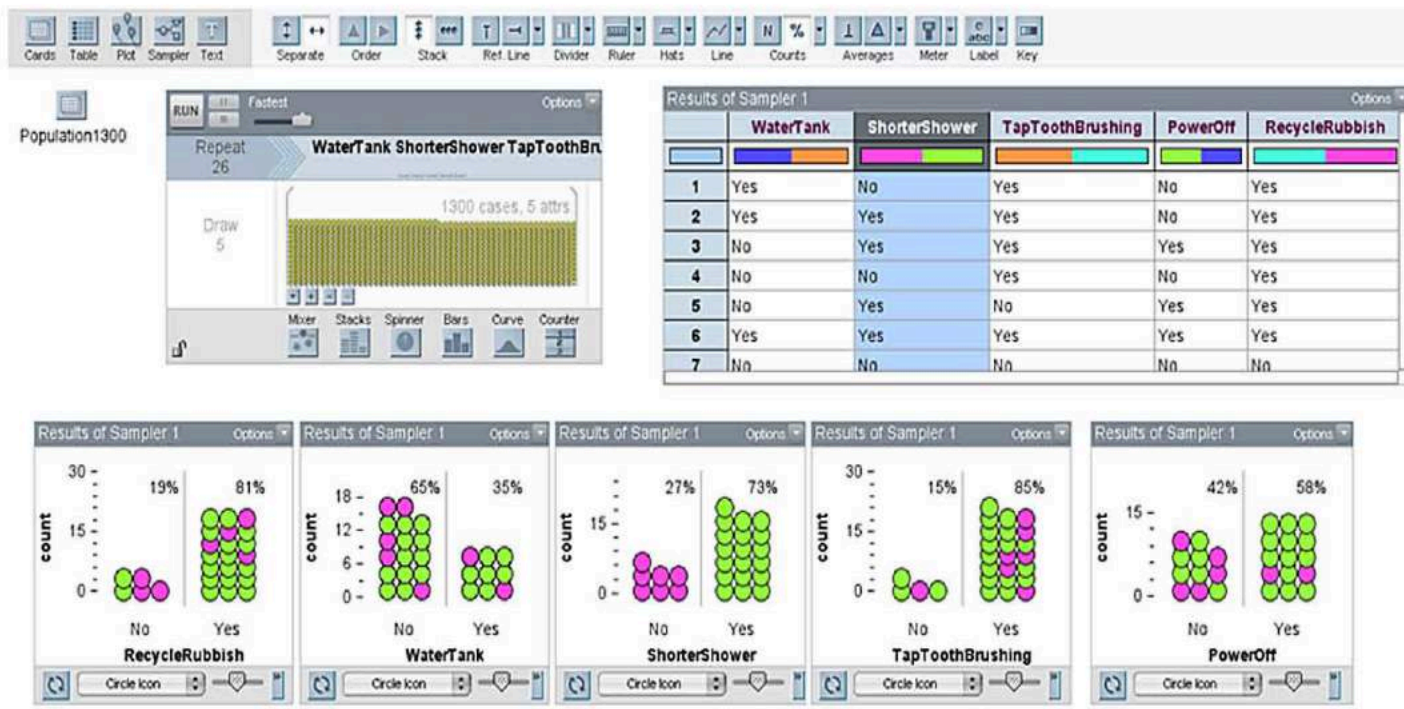 Cards Table Plot Sampler Text Separate Order Stack Ref. Line Divider Ruler Hats Line Counts Averages Meter Label Key
N %
abc
Population1300
RUN Fastest Options
Repeat
26
WaterTank ShorterShower TapToothBru
Draw
5
1300 cases, 5 attrs
Mixer Stacks Spinner Bars Curve Counter
Results of Sampler 1 Options
WaterTank ShorterShower TapToothBrushing PowerOff RecycleRubbish
1 Yes No Yes No Yes
2 Yes Yes Yes No Yes
3 No Yes Yes Yes Yes
4 No No Yes No Yes
5 No Yes No Yes Yes
6 Yes Yes Yes Yes Yes
7 No No No No No
Results of Sampler 1 Options
30
19% 81%
15
0
count
No Yes
RecycleRubbish
Circle Icon
Results of Sampler 1 Options
65% 35%
18
12
6
0
count
No Yes
WaterTank
Circle Icon
Results of Sampler 1 Options
27% 73%
15
0
count
No Yes
ShorterShower
Circle Icon
Results of Sampler 1 Options
30
15% 85%
15
0
count
No Yes
TapToothBrushing
Circle Icon
Results of Sampler 1 Options
42% 58%
15
0
count
No Yes
PowerOff
Circle Icon